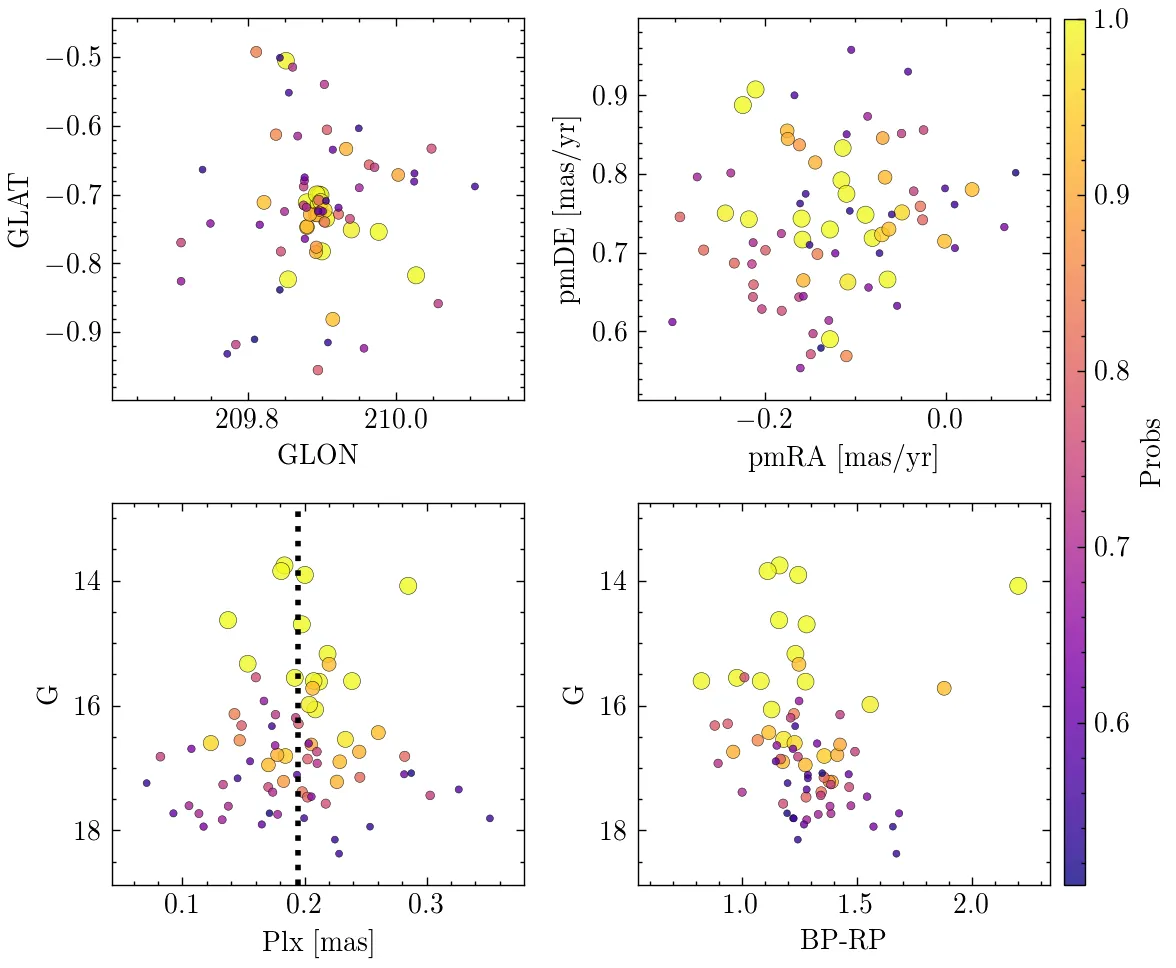 −0.5
−0.6
−0.7
−0.8
−0.9
GLAT
209.8 210.0
GLON
0.9
0.8
0.7
0.6
pmDE [mas/yr]
−0.2 0.0
pmRA [mas/yr]
1.0
0.9
0.8
0.7
0.6
Probs
14
16
18
G
0.1 0.2 0.3
Plx [mas]
14
16
18
G
1.0 1.5 2.0
BP-RP